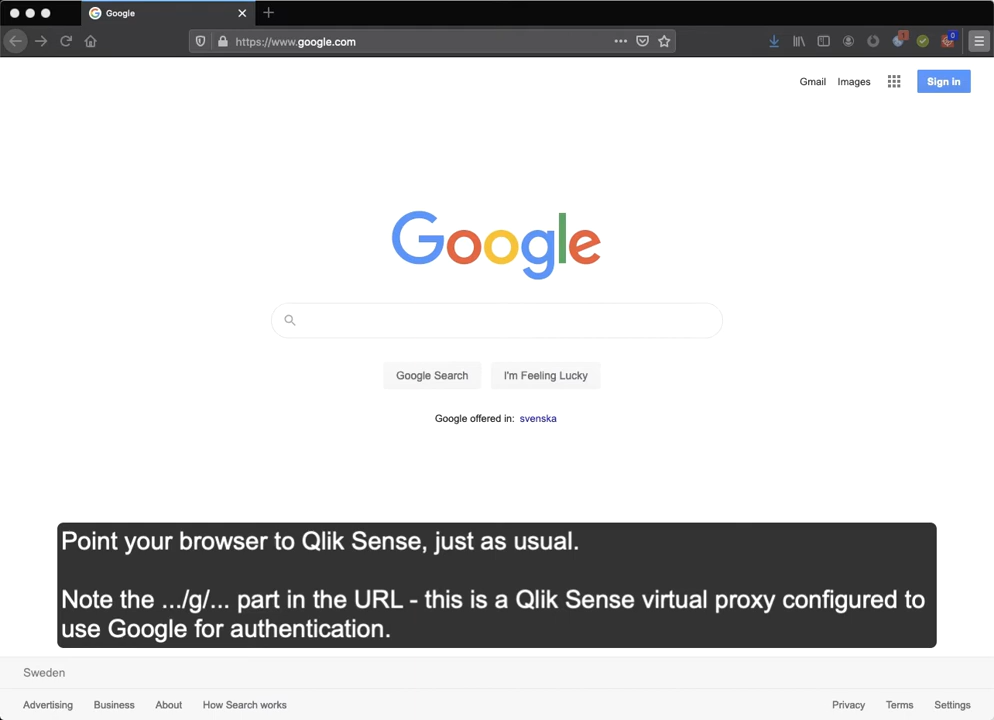 Google
https://www.google.com
1
0
Gmail Images Sign in
Google
Google Search I'm Feeling Lucky
Google offered in: svenska
Point your browser to Qlik Sense, just as usual.
Note the .../g/... part in the URL - this is a Qlik Sense virtual proxy configured to
use Google for authentication.
Sweden
Advertising Business About How Search works Privacy Terms Settings